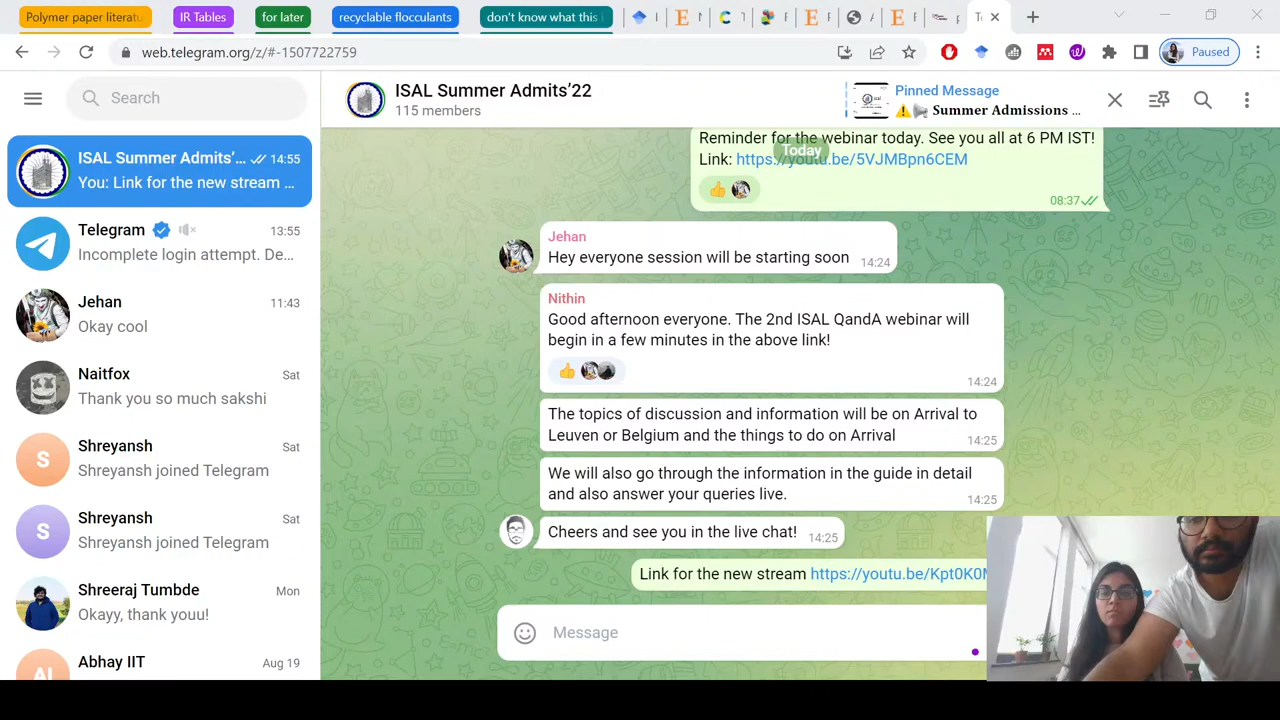 Polymer paper literatu
IR Tables
for later
recyclable flocculants
don't know what this i
web.telegram.org/z/#-1507722759
Paused
Search
ISAL Summer Admits'22
115 members
Pinned Message
⚠️📢 Summer Admissions ...
ISAL Summer Admits'... 14:55
You: Link for the new stream ...
Telegram 13:55
Incomplete login attempt. De...
Jehan 11:43
Okay cool
Naitfox Sat
Thank you so much sakshi
S
Shreyansh Sat
Shreyansh joined Telegram
S
Shreyansh Sat
Shreyansh joined Telegram
Shreeraj Tumbde Mon
Okayy, thank youu!
AI
Abhay IIT Aug 19
Reminder for the webinar today. See you all at 6 PM IST!
Today
Link: https://youtu.be/5VJMBpn6CEM
👍
08:37
Jehan
Hey everyone session will be starting soon 14:24
Nithin
Good afternoon everyone. The 2nd ISAL QandA webinar will
begin in a few minutes in the above link!
👍
14:24
The topics of discussion and information will be on Arrival to
Leuven or Belgium and the things to do on Arrival 14:25
We will also go through the information in the guide in detail
and also answer your queries live. 14:25
Cheers and see you in the live chat! 14:25
Link for the new stream https://youtu.be/Kpt0K0M
Message